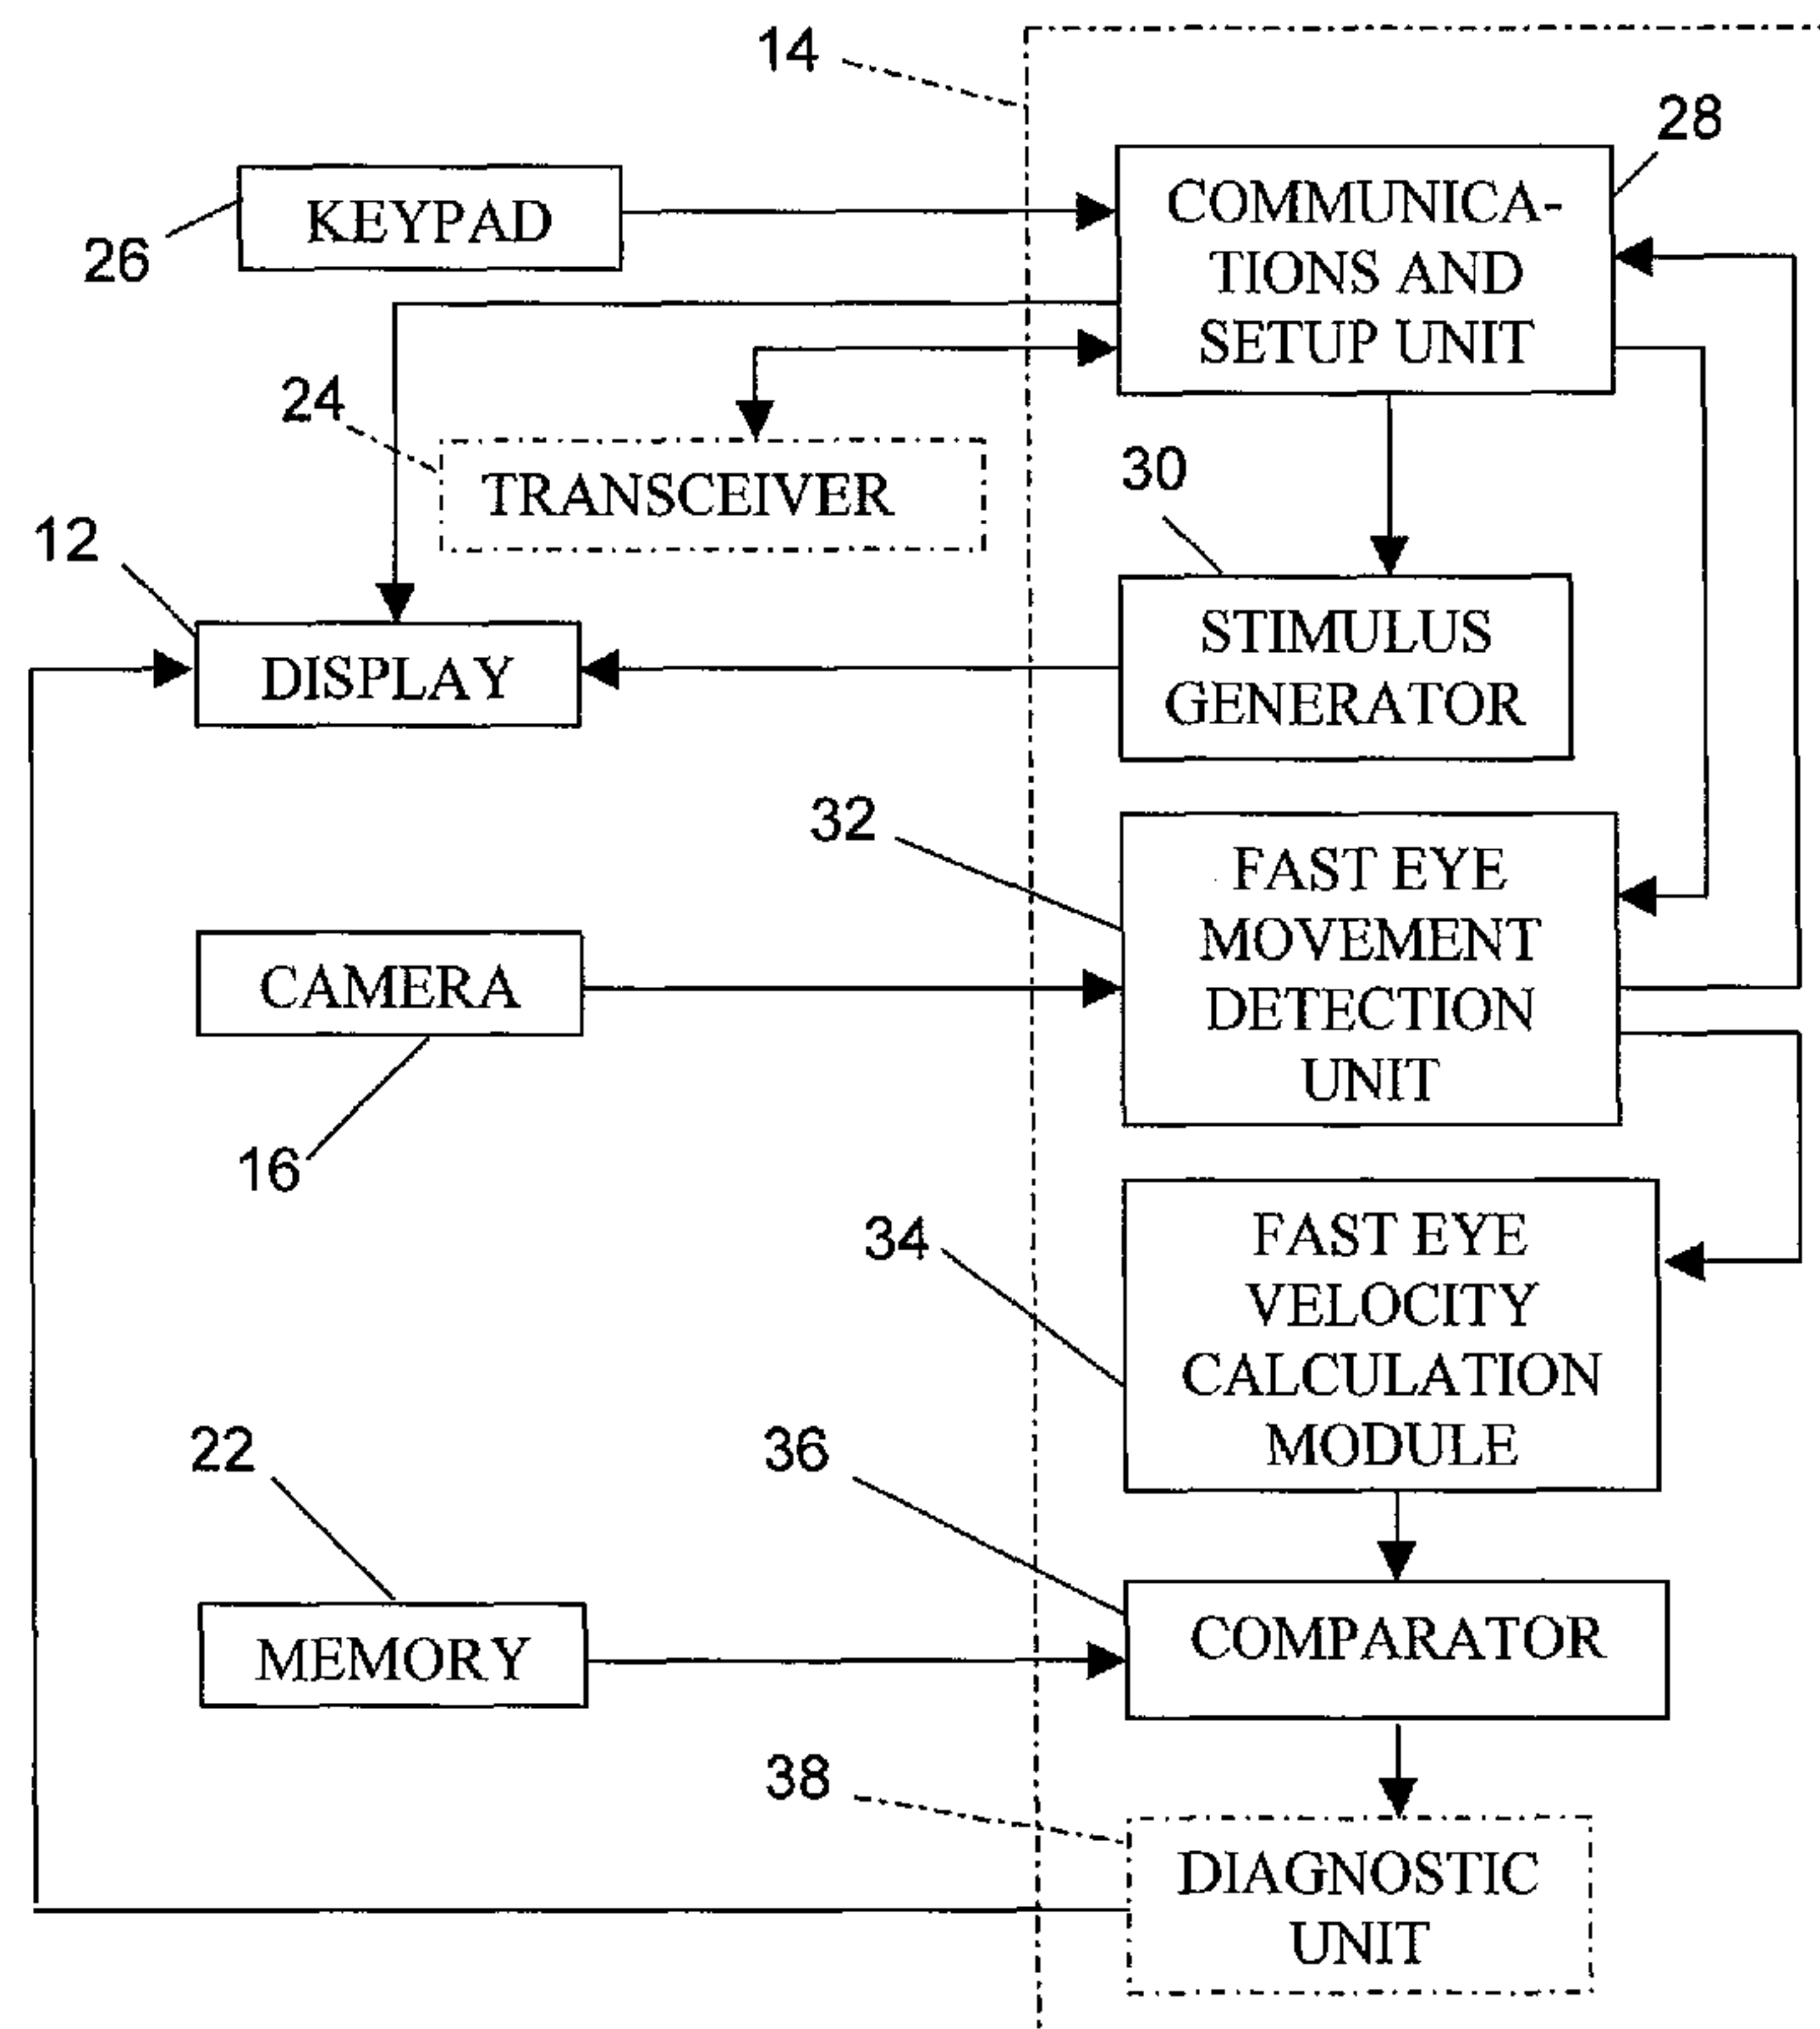 14
28
KEYPAD
COMMUNICA-
TIONS AND
SETUP UNIT
26
24
TRANSCEIVER
30
12
DISPLAY
STIMULUS
GENERATOR
32
FAST EYE
MOVEMENT
DETECTION
UNIT
CAMERA
16
34
FAST EYE
VELOCITY
CALCULATION
MODULE
22
36
MEMORY
COMPARATOR
38
DIAGNOSTIC
UNIT